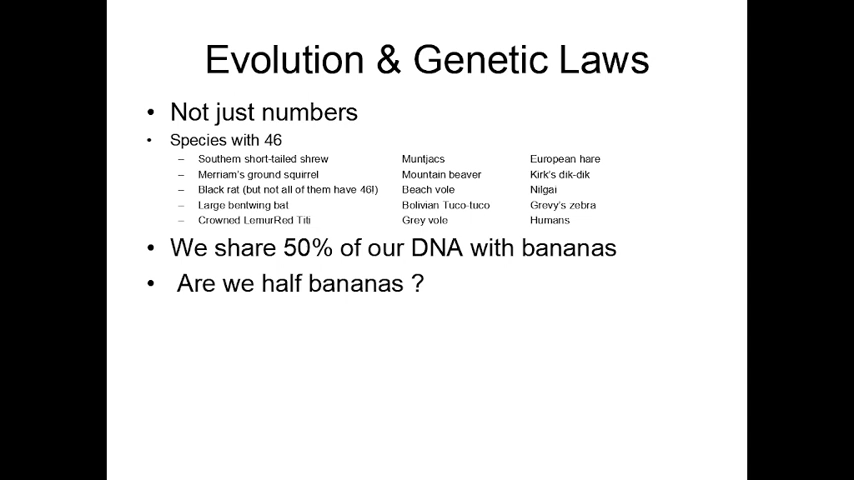 Evolution & Genetic Laws
• Not just numbers
• Species with 46
– Southern short-tailed shrew Muntjacs European hare
– Merriam's ground squirrel Mountain beaver Kirk's dik-dik
– Black rat (but not all of them have 46!) Beach vole Nilgai
– Large bentwing bat Bolivian Tuco-tuco Grevy's zebra
– Crowned LemurRed Titi Grey vole Humans
• We share 50% of our DNA with bananas
• Are we half bananas ?